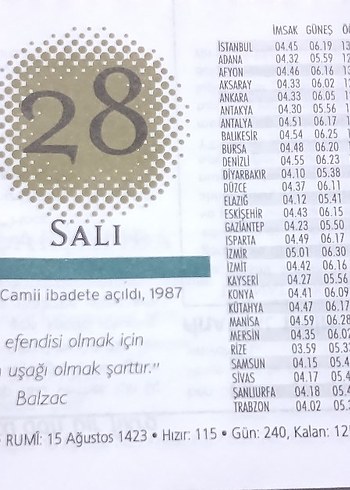 28
SALI
Camii ibadete açıldı, 1987
efendisi olmak için
uşağı olmak şarttır."
Balzac
İMSAK GÜNEŞ
İSTANBUL 04.45 06.19
ADANA 04.32 05.59
AFYON 04.46 06.16
AKSARAY 04.33 06.02
ANKARA 04.33 06.05
ANTAKYA 04.30 05.56
ANTALYA 04.51 06.17
BALIKESİR 04.54 06.25
BURSA 04.48 06.20
DENİZLİ 04.55 06.23
DİYARBAKIR 04.10 05.38
DÜZCE 04.37 06.11
ELAZIĞ 04.12 05.41
ESKİŞEHİR 04.43 06.15
GAZİANTEP 04.23 05.50
ISPARTA 04.49 06.17
İZMİR 05.01 06.30
İZMİT 04.42 06.16
KAYSERİ 04.27 05.56
KONYA 04.41 06.09
KÜTAHYA 04.47 06.17
MANİSA 04.59 06.28
MERSİN 04.35 06.02
RİZE 03.59
SAMSUN 04.15
SİVAS 04.17
ŞANLIURFA 04.18
TRABZON 04.02
RUMÎ: 15 Ağustos 1423 • Hızır: 115 • Gün: 240, Kalan: 12